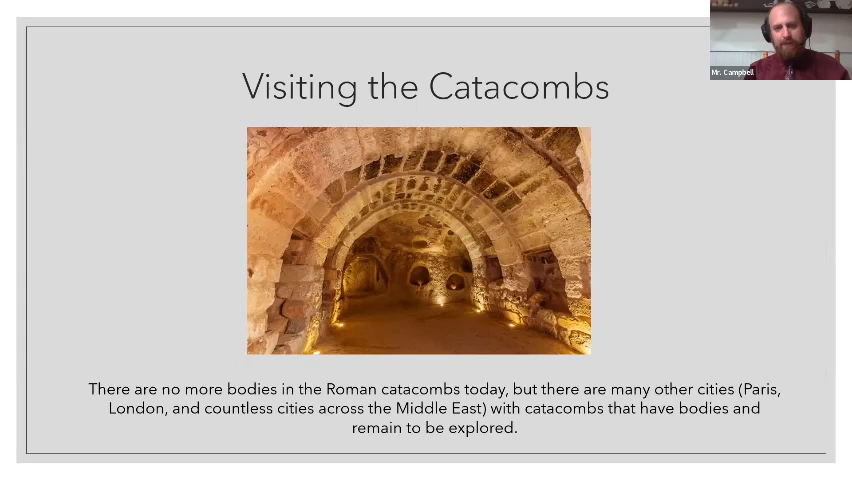 Mr. Campbell
Visiting the Catacombs
There are no more bodies in the Roman catacombs today, but there are many other cities (Paris,
London, and countless cities across the Middle East) with catacombs that have bodies and
remain to be explored.